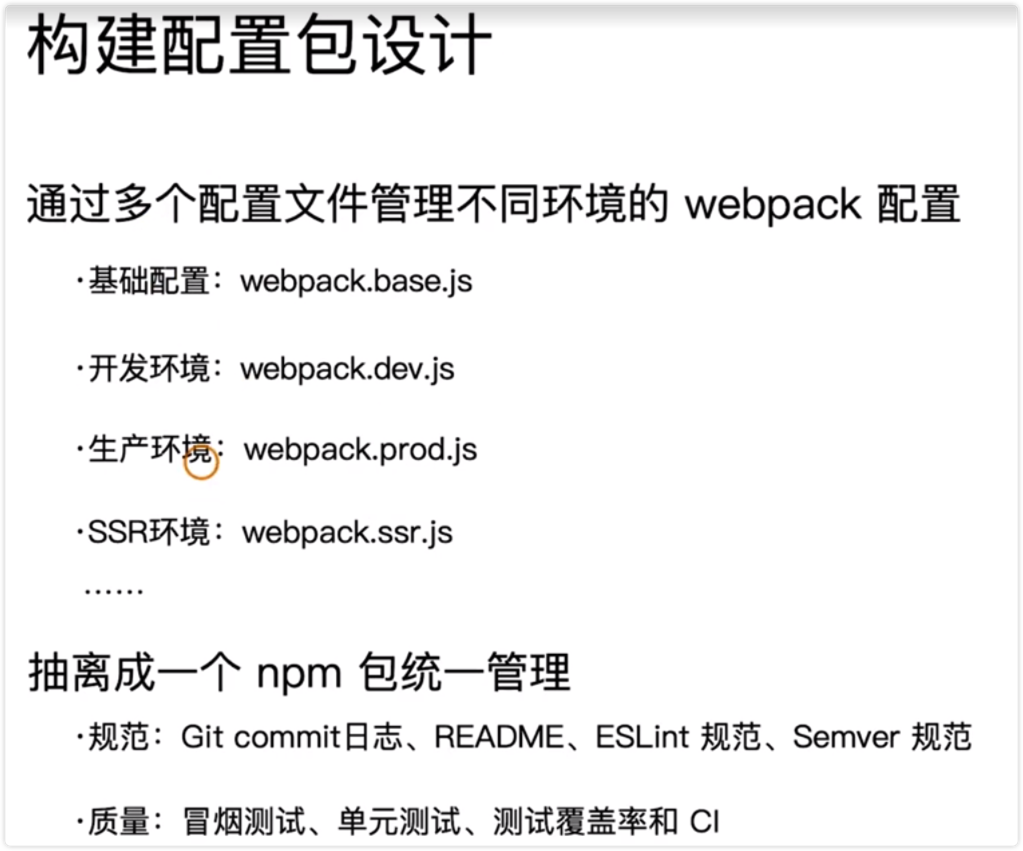 构建配置包设计
通过多个配置文件管理不同环境的 webpack 配置
·基础配置：webpack.base.js
·开发环境：webpack.dev.js
·生产环境：webpack.prod.js
·SSR环境：webpack.ssr.js
……
抽离成一个 npm 包统一管理
·规范：Git commit日志、README、ESLint 规范、Semver 规范
·质量：冒烟测试、单元测试、测试覆盖率和 CI